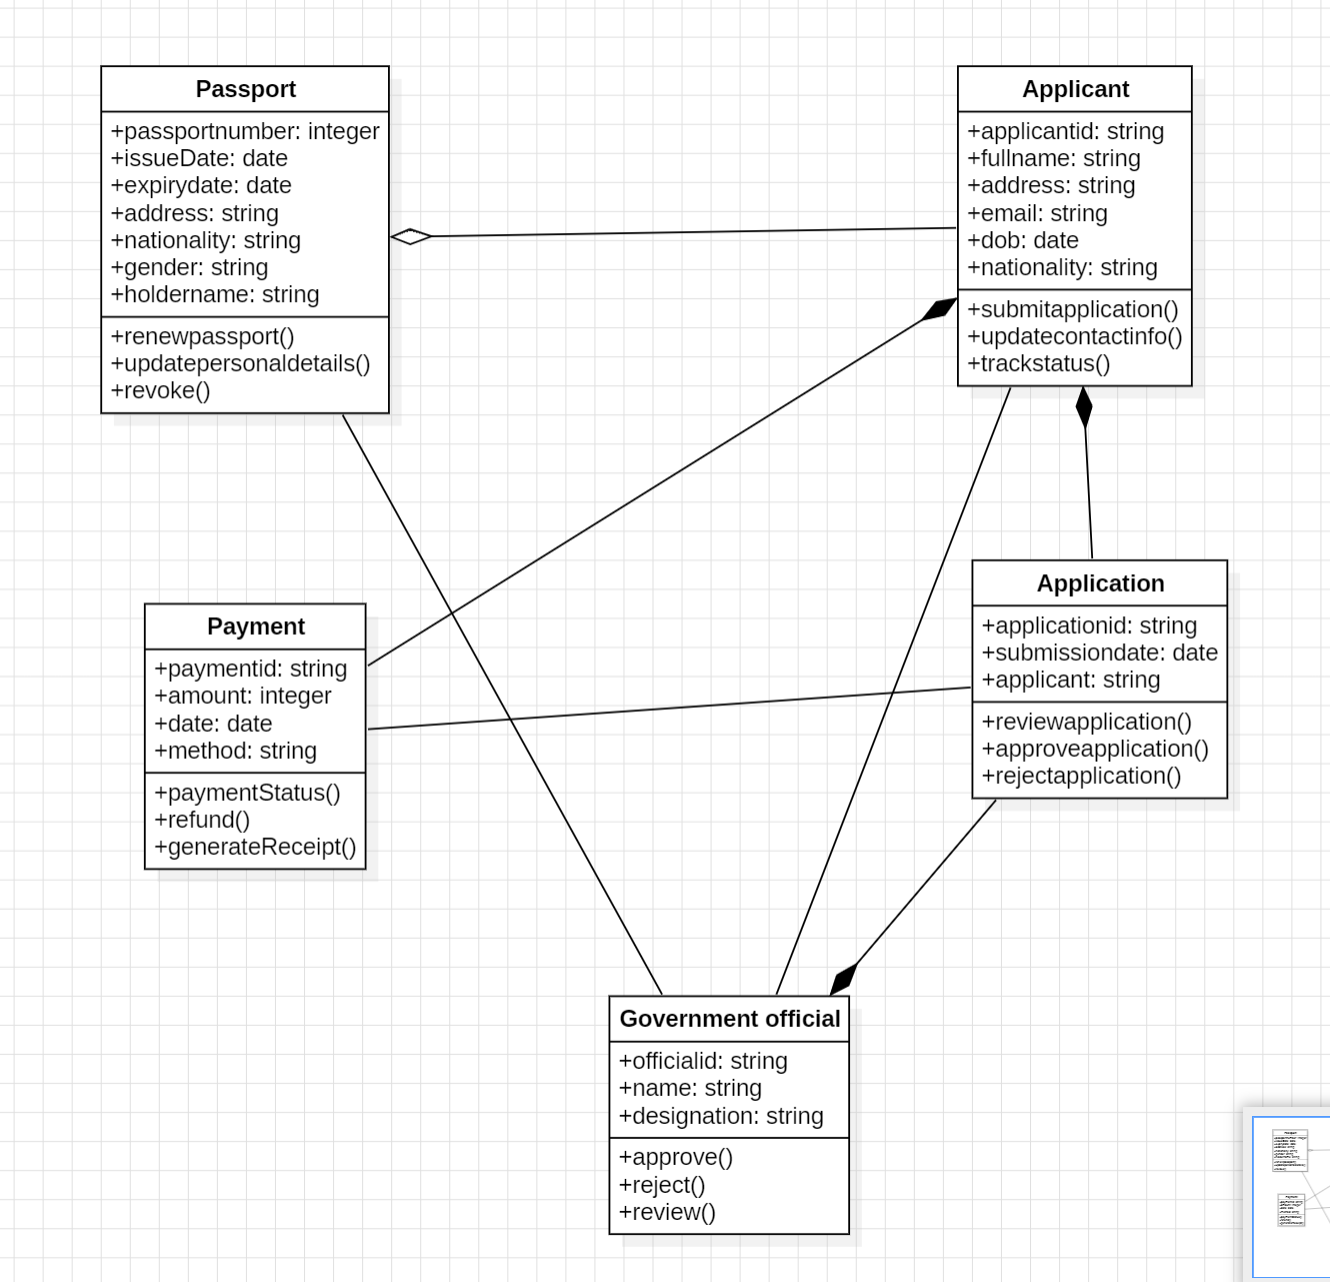 Passport
+passportnumber: integer
+issueDate: date
+expirydate: date
+address: string
+nationality: string
+gender: string
+holdername: string
+renewpassport()
+updatepersonaldetails()
+revoke()
Applicant
+applicantid: string
+fullname: string
+address: string
+email: string
+dob: date
+nationality: string
+submitapplication()
+updatecontactinfo()
+trackstatus()
Payment
+paymentid: string
+amount: integer
+date: date
+method: string
+paymentStatus()
+refund()
+generateReceipt()
Application
+applicationid: string
+submissiondate: date
+applicant: string
+reviewapplication()
+approveapplication()
+rejectapplication()
Government official
+officialid: string
+name: string
+designation: string
+approve()
+reject()
+review()